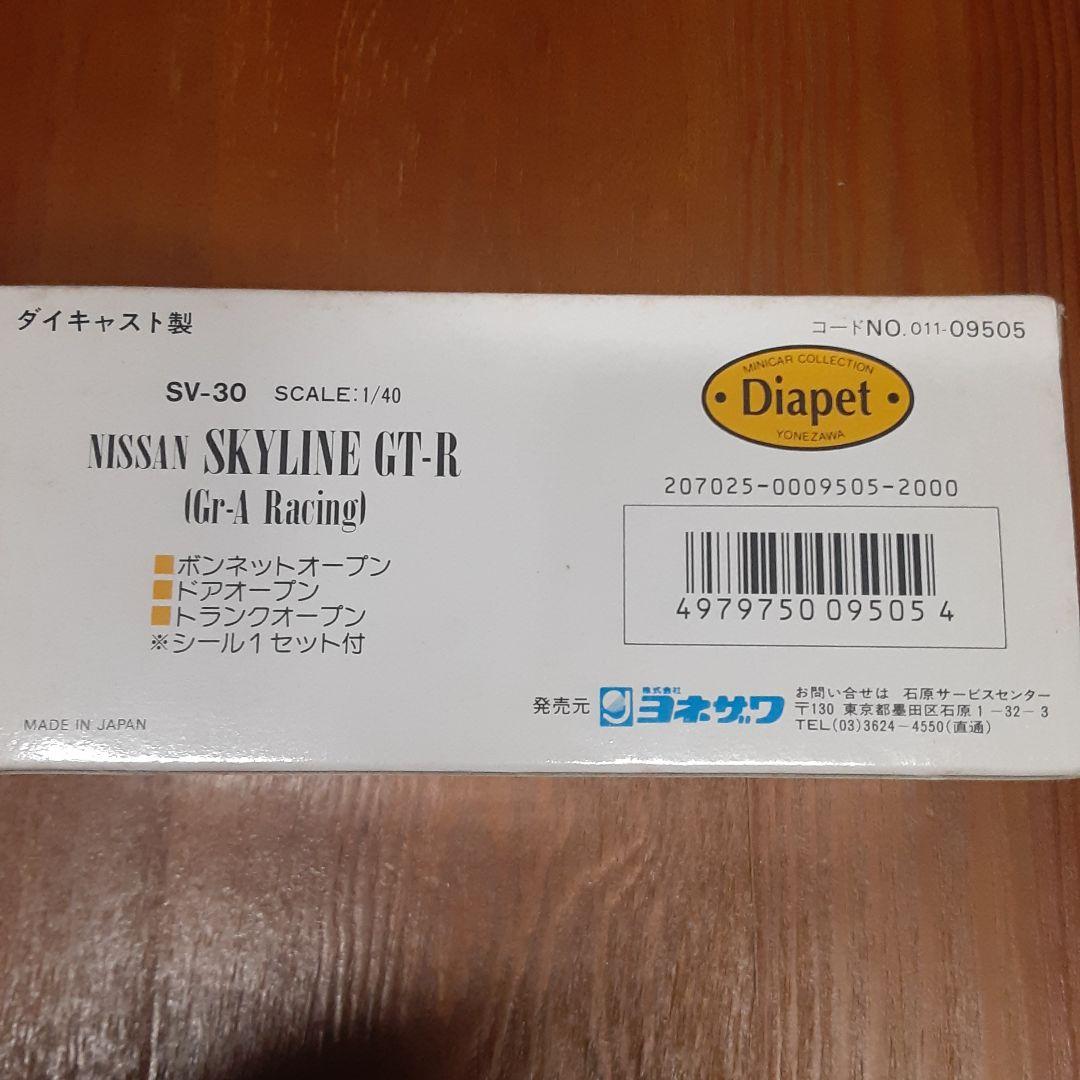 ダイキャスト製
コードNO.011-09505
SV-30 SCALE:1/40
NISSAN SKYLINE GT-R
(Gr-A Racing)
■ボンネットオープン
■ドアオープン
■トランクオープン
※シール1セット付
MADE IN JAPAN
MINICAR COLLECTION
• Diapet •
YONEZAWA
207025-0009505-2000
4979750 09505 4
発売元 株式会社 ヨネザワ
お問い合せは 石原サービスセンター
〒130 東京都墨田区石原1-32-3
TEL(03)3624-4550(直通)